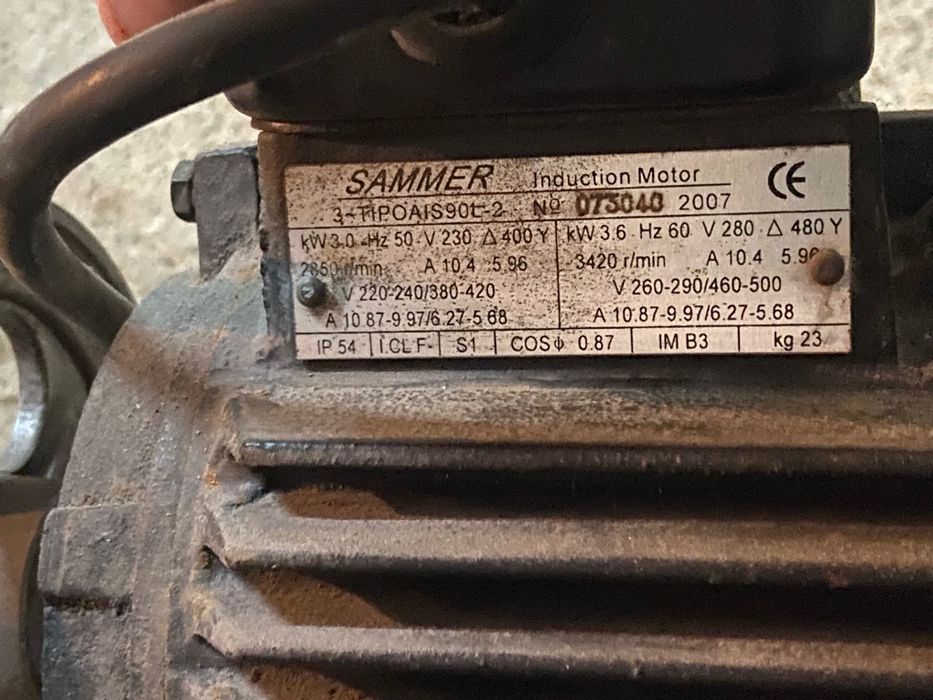 SAMMER Induction Motor CE
3~TIPOAIS90L-2 Nº 073040 2007
kW 3.0 Hz 50 V 230 Δ 400 Y kW 3.6 Hz 60 V 280 Δ 480 Y
2850 r/min A 10.4 5.96 3420 r/min A 10.4 5.96
V 220-240/380-420 V 260-290/460-500
A 10.87-9.97/6.27-5.68 A 10.87-9.97/6.27-5.68
IP 54 I.CL F S1 COSϕ 0.87 IM B3 kg 23